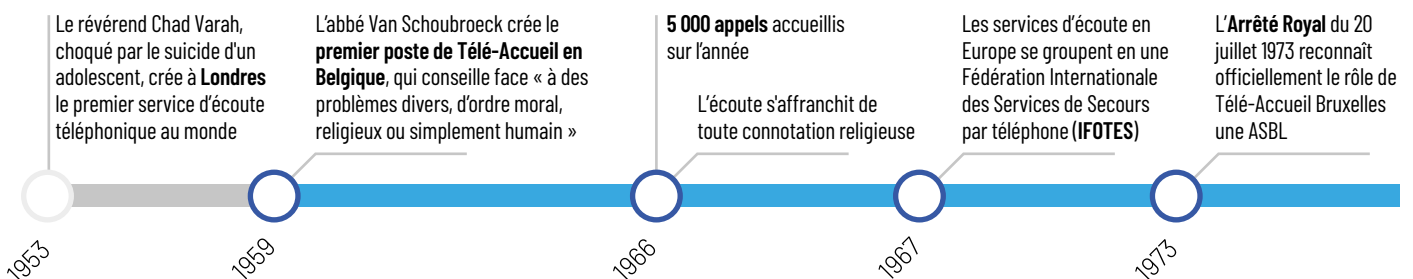 Le révérend Chad Varah,
choqué par le suicide d'un
adolescent, crée à Londres
le premier service d’écoute
téléphonique au monde
L’abbé Van Schoubroeck crée le
premier poste de Télé-Accueil en
Belgique, qui conseille face « à des
problèmes divers, d’ordre moral,
religieux ou simplement humain »
5 000 appels accueillis
sur l’année
L’écoute s'affranchit de
toute connotation religieuse
Les services d’écoute en
Europe se groupent en une
Fédération Internationale
des Services de Secours
par téléphone (IFOTES)
L’Arrêté Royal du 20
juillet 1973 reconnaît
officiellement le rôle de
Télé-Accueil Bruxelles
une ASBL
1953
1959
1966
1967
1973